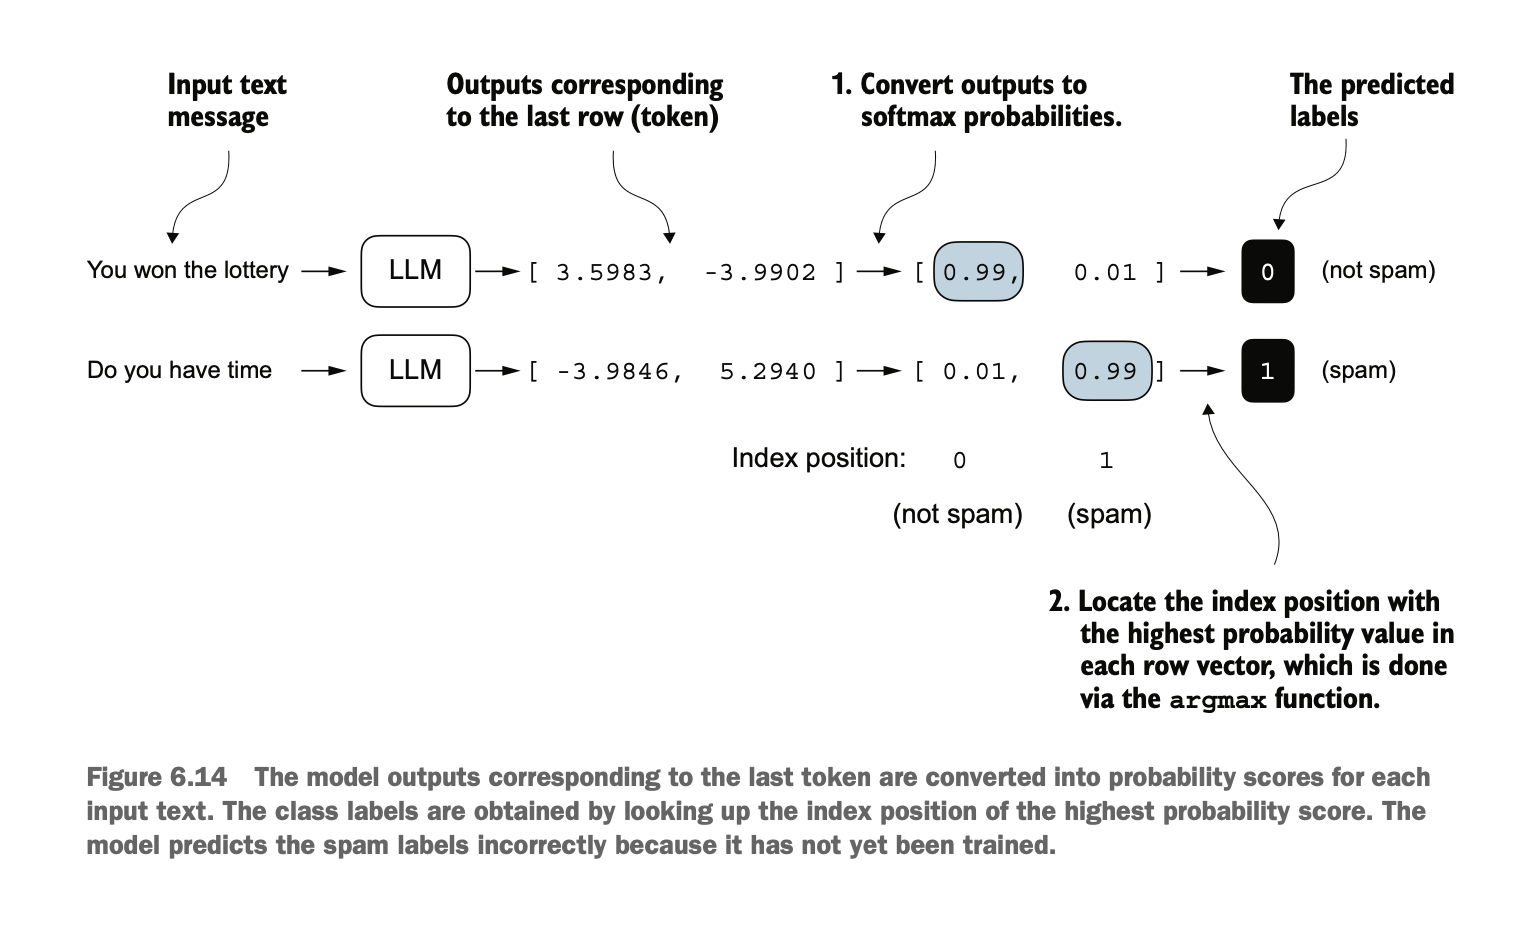 Input text
message
Outputs corresponding
to the last row (token)
1. Convert outputs to
softmax probabilities.
The predicted
labels
You won the lottery LLM [ 3.5983, -3.9902 ] [ 0.99, 0.01 ] 0 (not spam)
Do you have time LLM [ -3.9846, 5.2940 ] [ 0.01, 0.99 ] 1 (spam)
Index position: 0 1
(not spam) (spam)
2. Locate the index position with
the highest probability value in
each row vector, which is done
via the argmax function.
Figure 6.14 The model outputs corresponding to the last token are converted into probability scores for each
input text. The class labels are obtained by looking up the index position of the highest probability score. The
model predicts the spam labels incorrectly because it has not yet been trained.